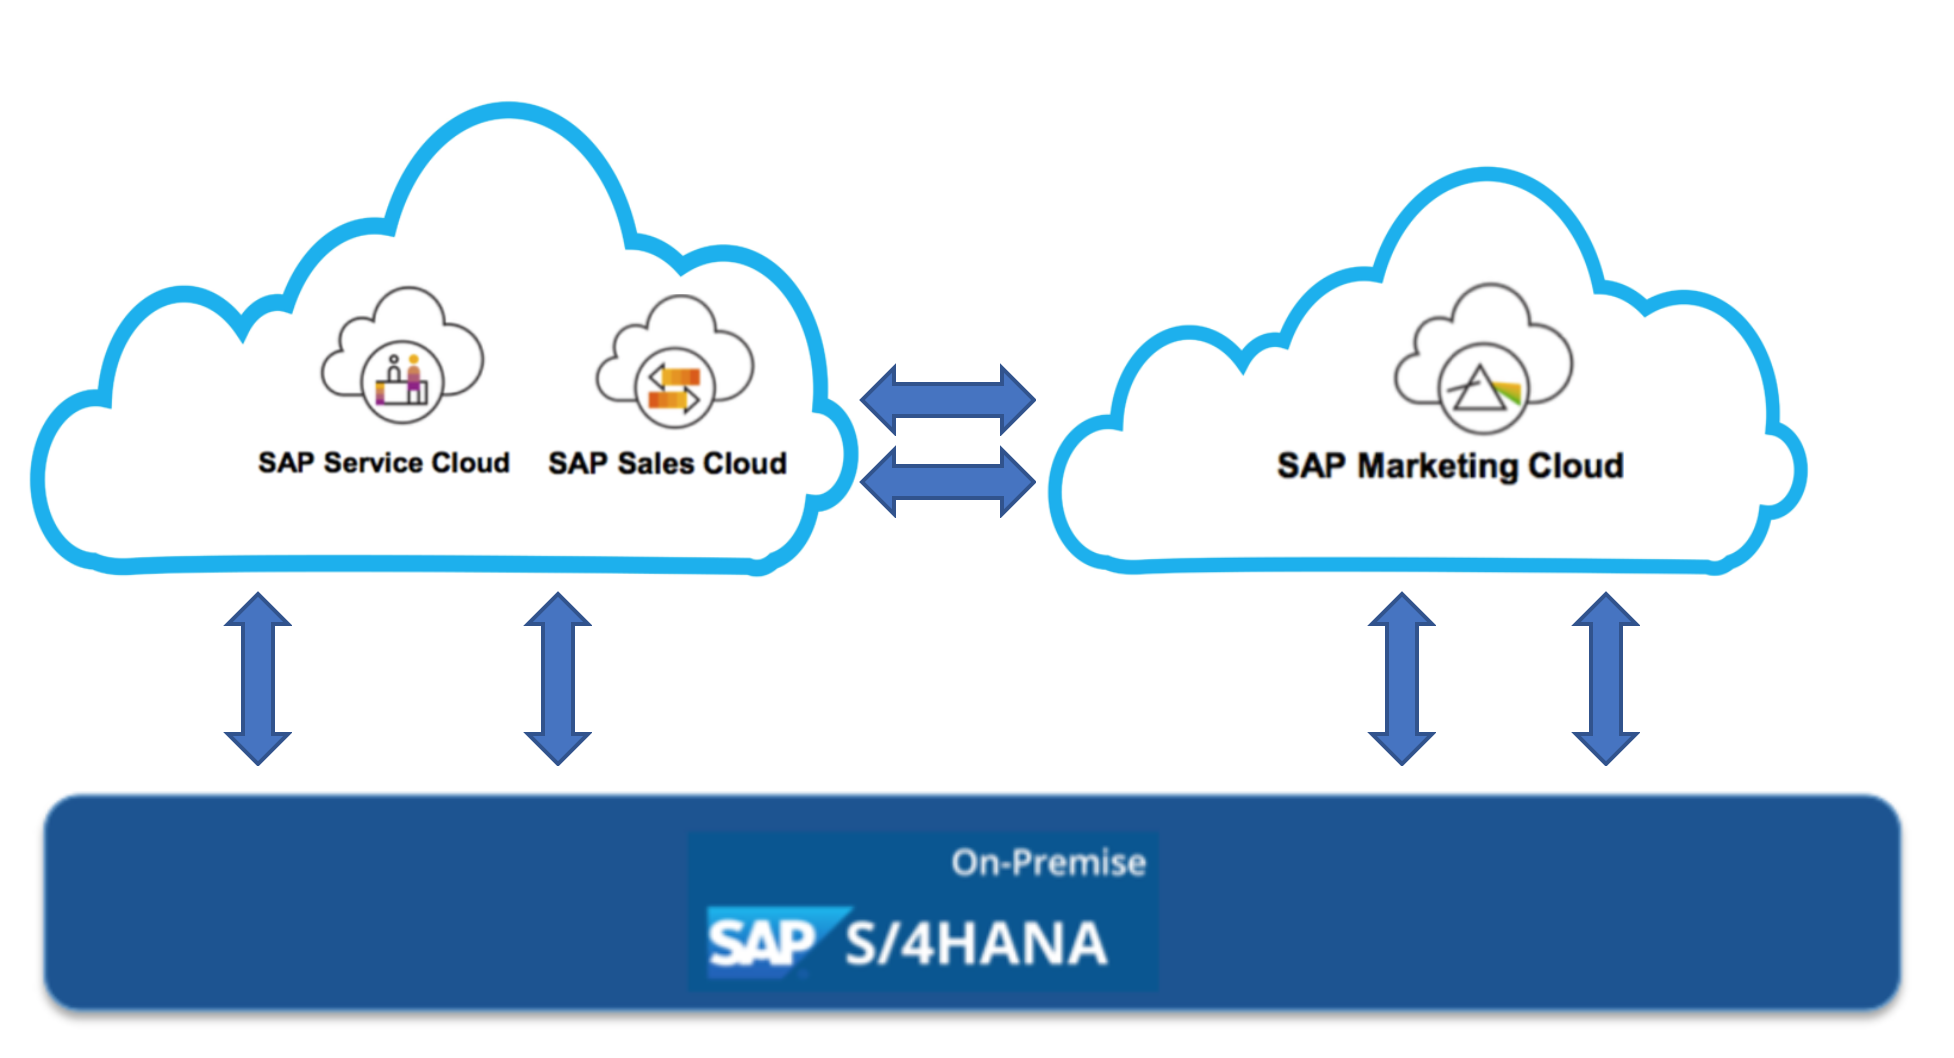 SAP Service Cloud
SAP Sales Cloud
SAP Marketing Cloud
On-Premise
SAP S/4HANA